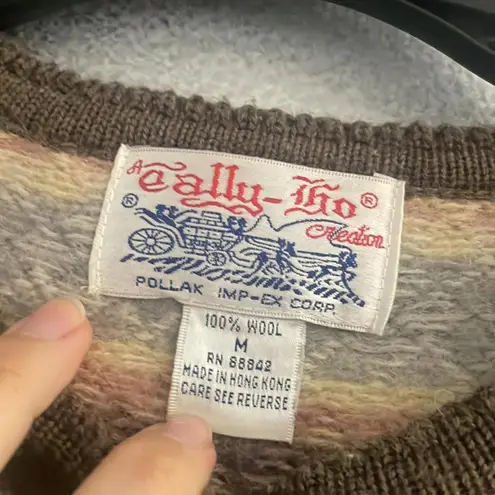 A Tally-Ho ®
® Creation
POLLAK IMP-EX CORP.
100% WOOL
M
RN 88842
MADE IN HONG KONG
CARE SEE REVERSE